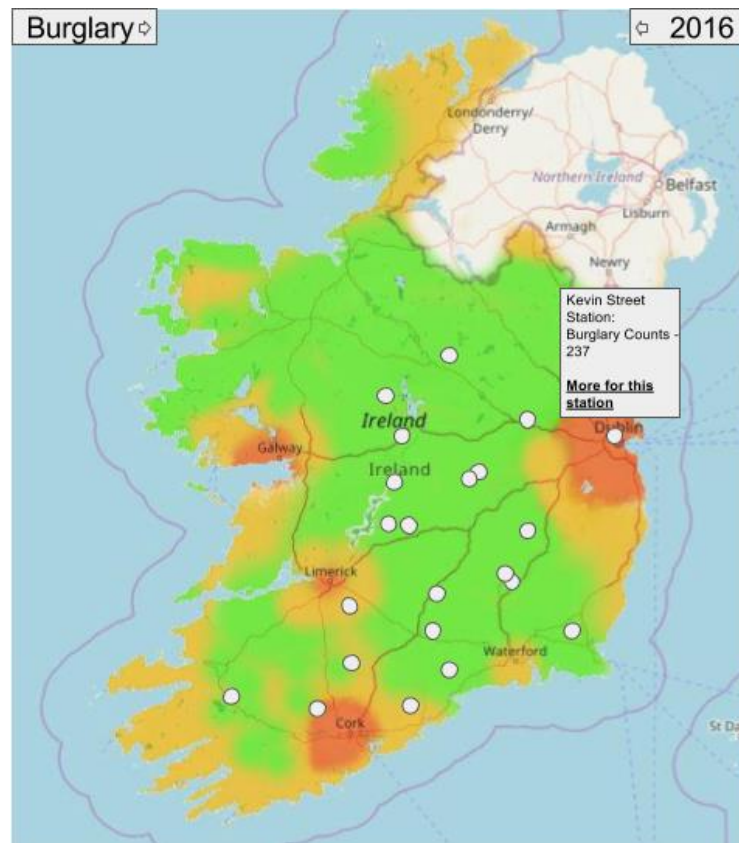 Burglary ⇨
⇦ 2016
Londonderry/
Derry
Northern Ireland
Belfast
Lisburn
Armagh
Newry
Kevin Street
Station:
Burglary Counts -
237
More for this
station
Dublin
Ireland
Galway
Ireland
Limerick
Waterford
Cork
St Da